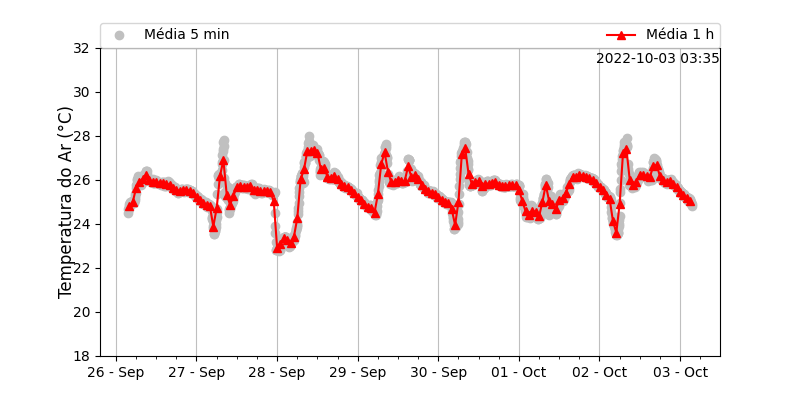 Média 5 min
Média 1 h
2022-10-03 03:35
Temperatura do Ar (°C)
32
30
28
26
24
22
20
18
26 - Sep
27 - Sep
28 - Sep
29 - Sep
30 - Sep
01 - Oct
02 - Oct
03 - Oct